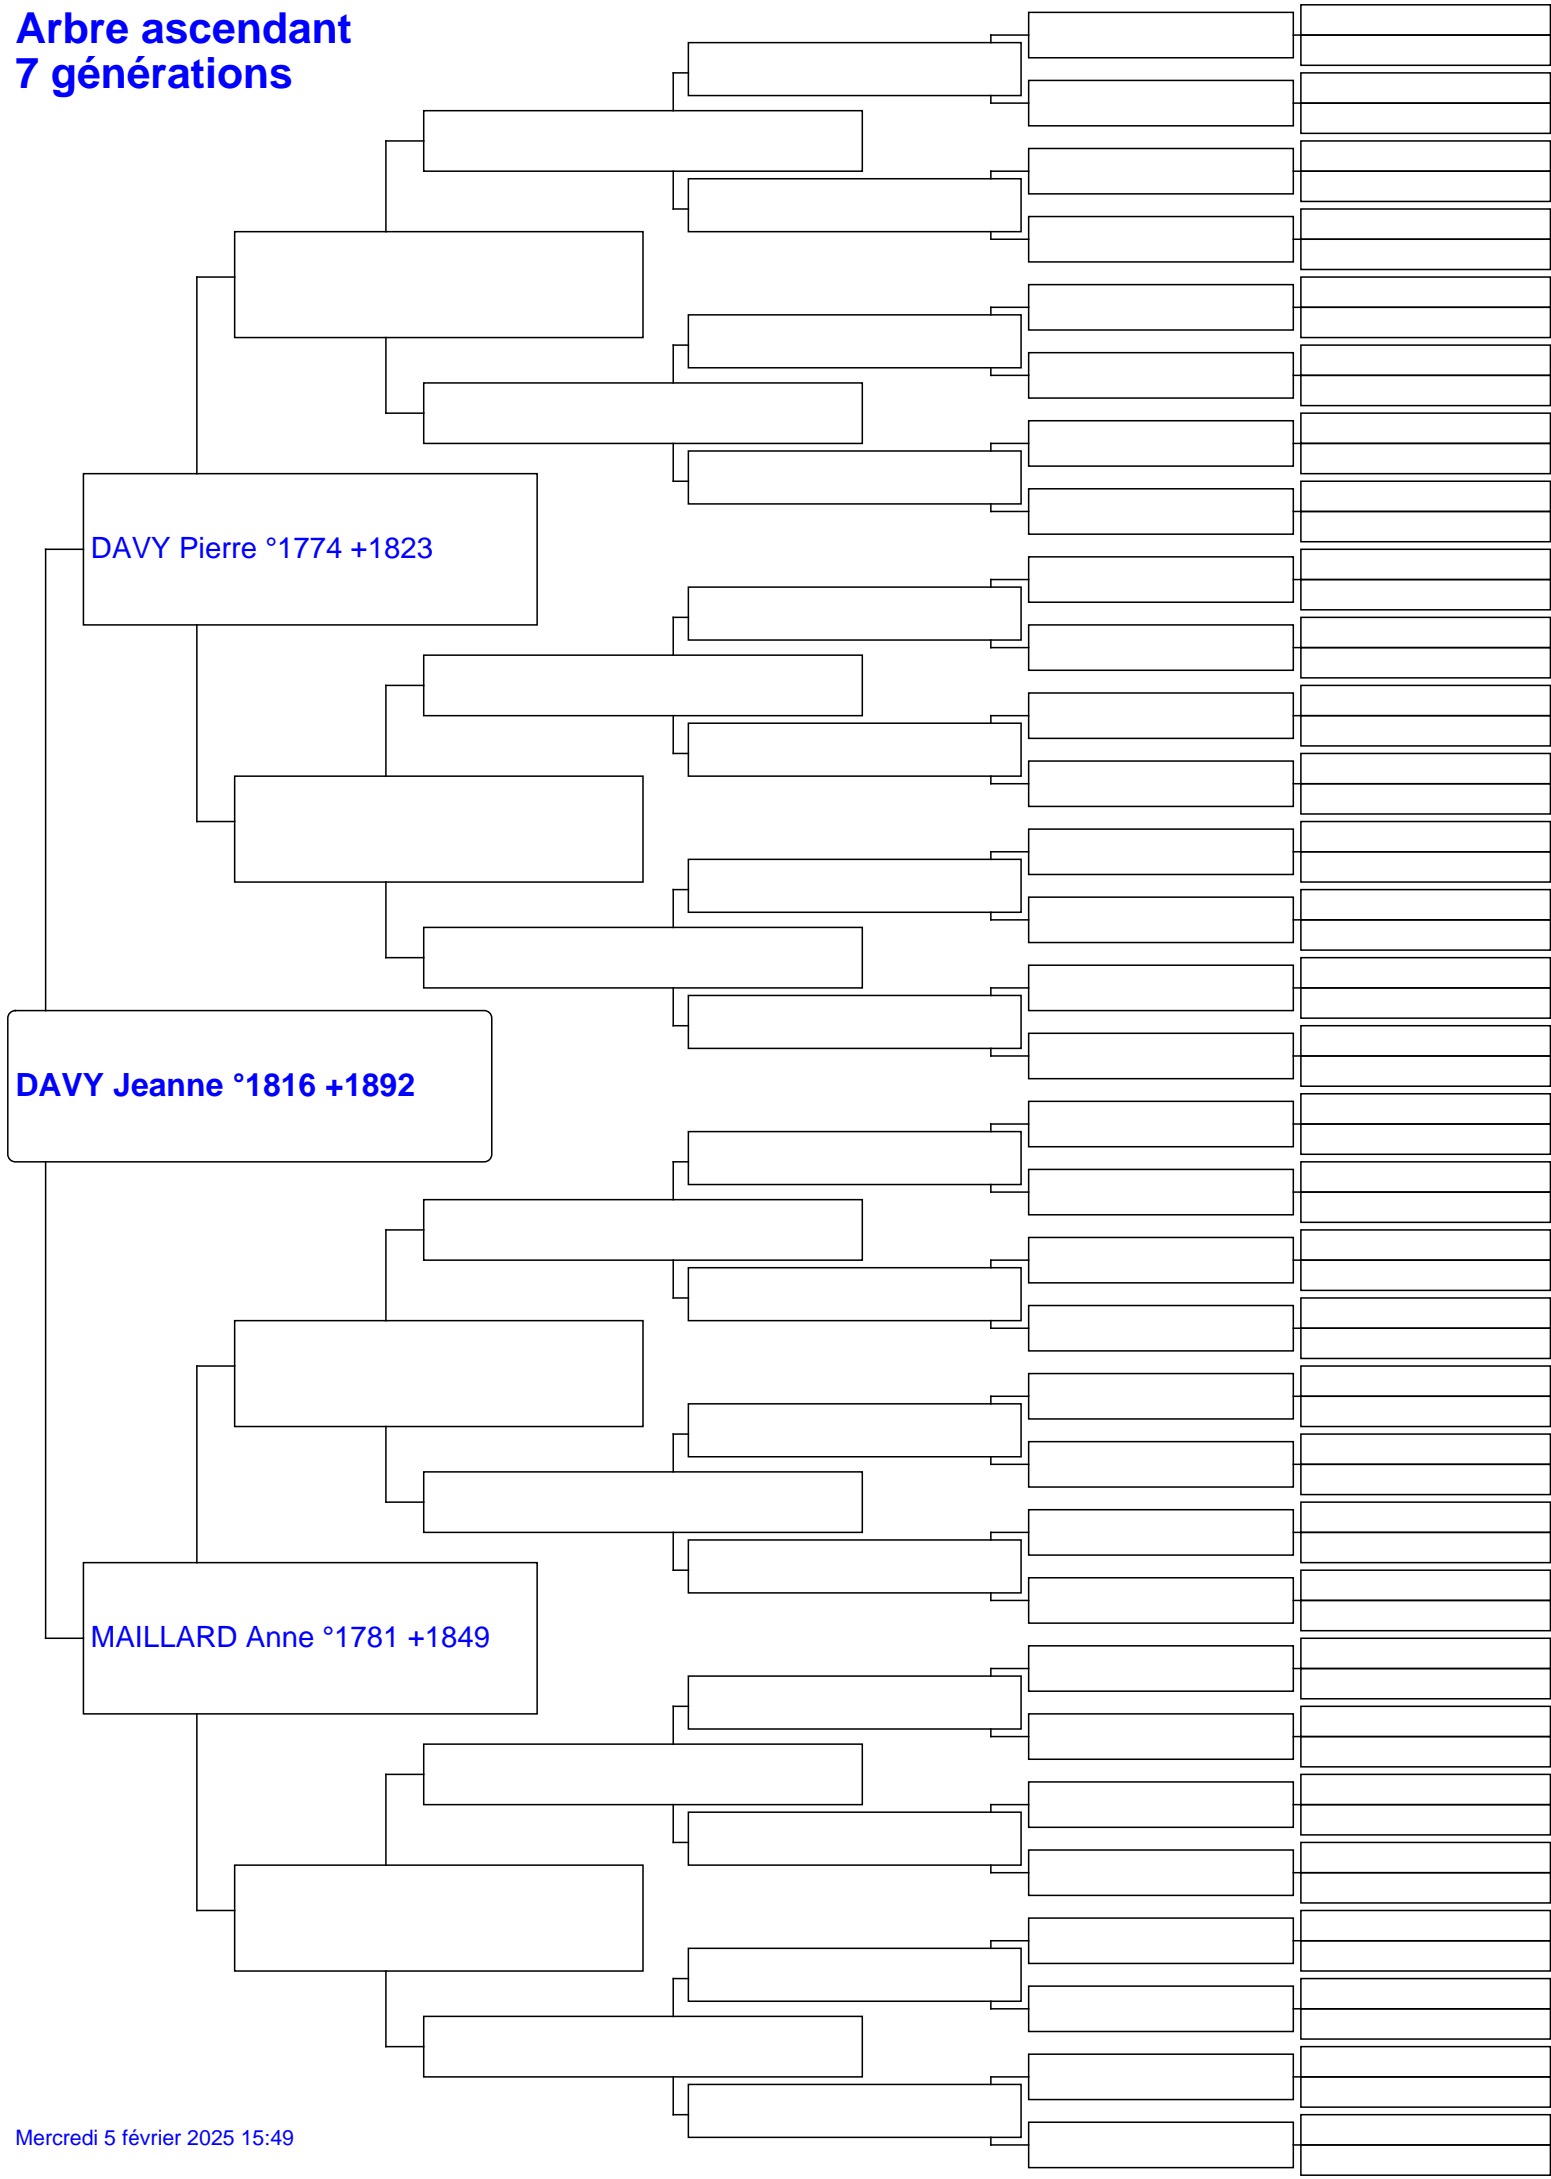 Arbre ascendant
7 générations
DAVY Pierre °1774 +1823
DAVY Jeanne °1816 +1892
MAILLARD Anne °1781 +1849
Mercredi 5 février 2025 15:49